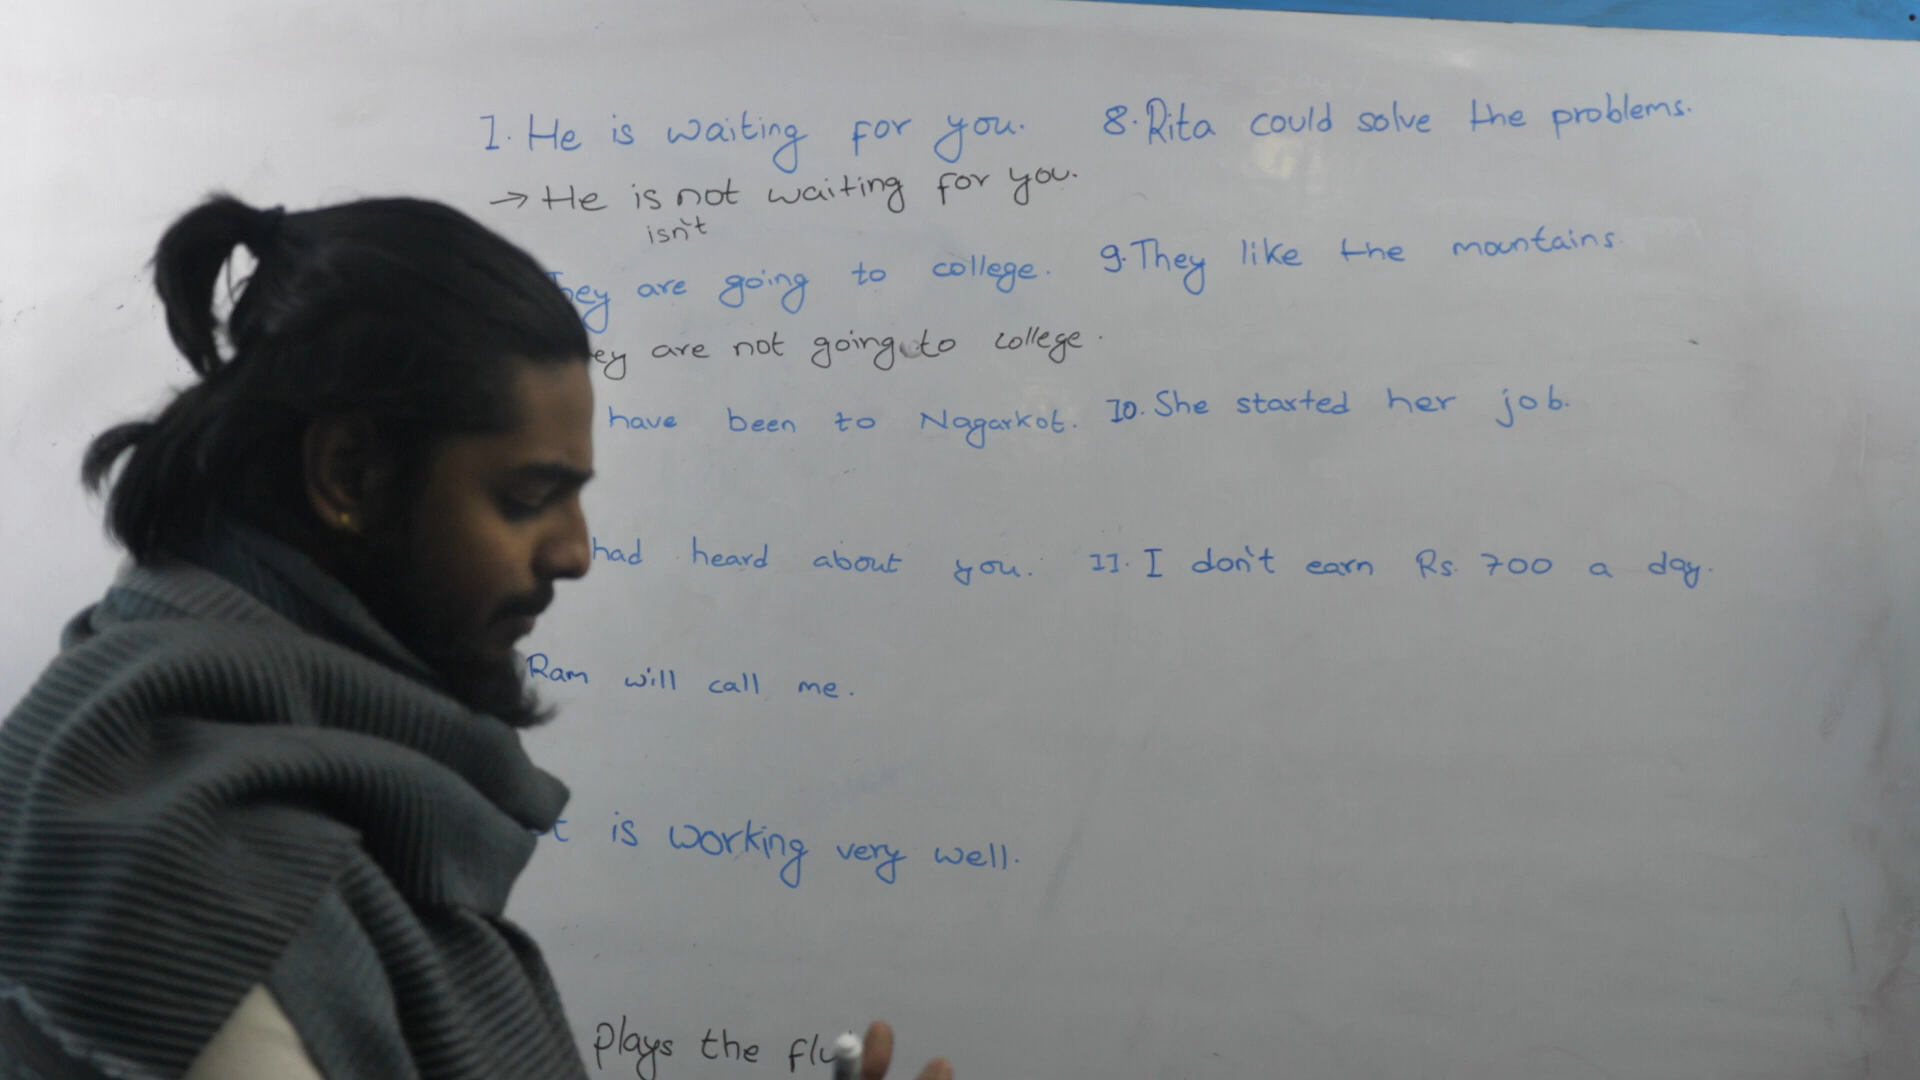 1. He is waiting for you.
→ He is not waiting for you.
isn't
are going to college.
are not going to college.
have been to Nagarkot.
had heard about you.
Ram will call me.
is working very well.
plays the
8. Rita could solve the problems.
9. They like the mountains.
10. She started her job.
11. I don't earn Rs. 700 a day.